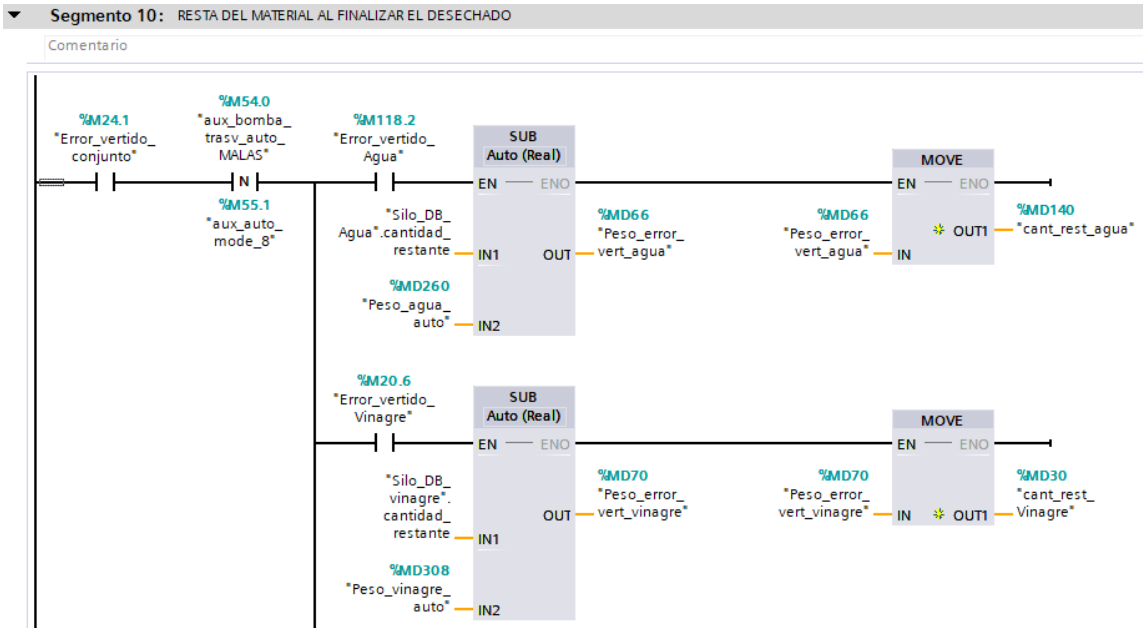 Segmento 10: RESTA DEL MATERIAL AL FINALIZAR EL DESECHADO
Comentario
%M24.1
"Error_vertido_
conjunto"
%M54.0
"aux_bomba_
trasv_auto_
MALAS"
N
%M55.1
"aux_auto_
mode_8"
%M118.2
"Error_vertido_
Agua"
SUB
Auto (Real)
EN
ENO
"Silo_DB_
Agua".cantidad_
restante
IN1
%MD260
"Peso_agua_
auto"
IN2
OUT
%MD66
"Peso_error_
vert_agua"
MOVE
EN
ENO
%MD66
"Peso_error_
vert_agua"
IN
OUT1
%MD140
"cant_rest_agua"
%M20.6
"Error_vertido_
Vinagre"
SUB
Auto (Real)
EN
ENO
"Silo_DB_
vinagre".
cantidad_
restante
IN1
%MD308
"Peso_vinagre_
auto"
IN2
OUT
%MD70
"Peso_error_
vert_vinagre"
MOVE
EN
ENO
%MD70
"Peso_error_
vert_vinagre"
IN
OUT1
%MD30
"cant_rest_
Vinagre"